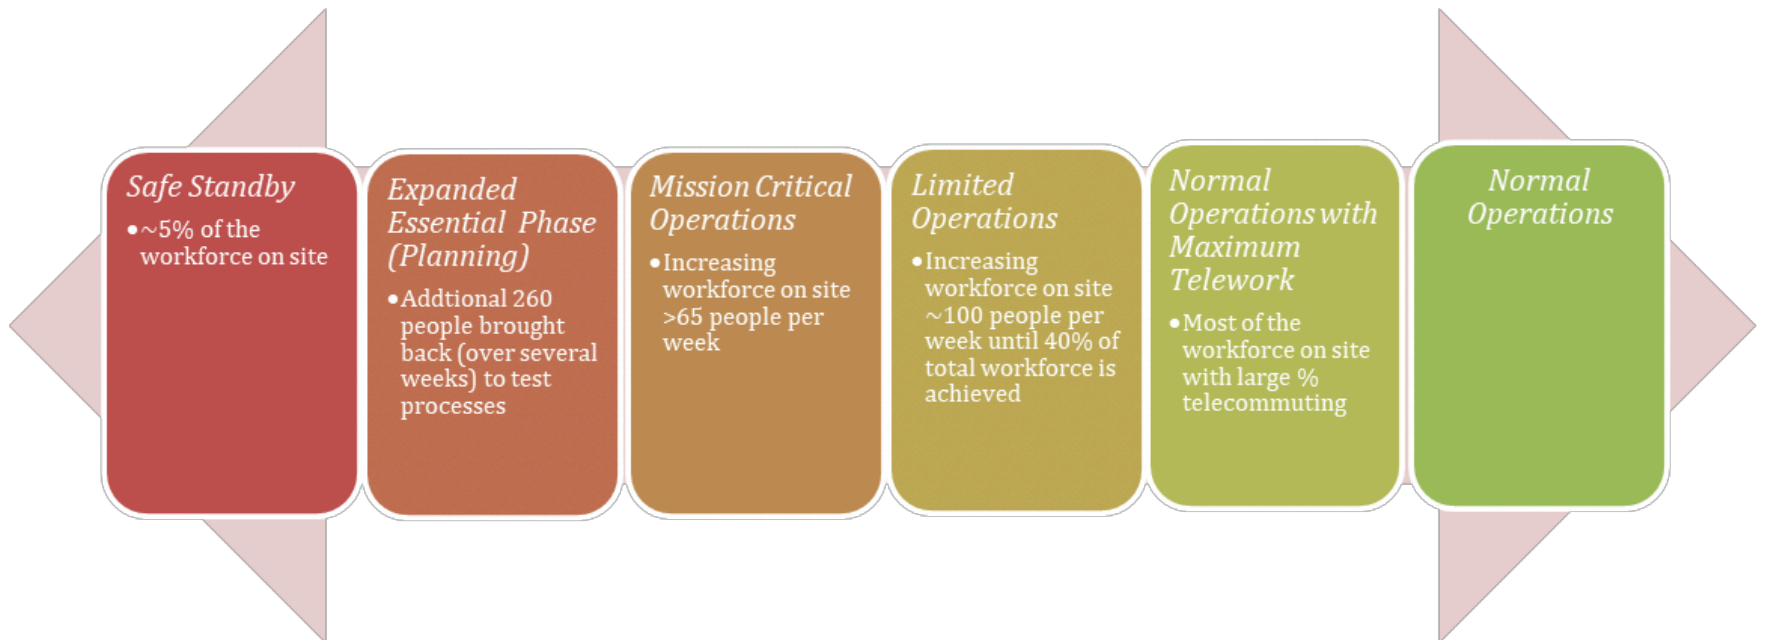 Safe Standby
•~5% of the
workforce on site
Expanded
Essential Phase
(Planning)
•Addtional 260
people brought
back (over several
weeks) to test
processes
Mission Critical
Operations
•Increasing
workforce on site
>65 people per
week
Limited
Operations
•Increasing
workforce on site
~100 people per
week until 40% of
total workforce is
achieved
Normal
Operations with
Maximum
Telework
•Most of the
workforce on site
with large %
telecommuting
Normal
Operations